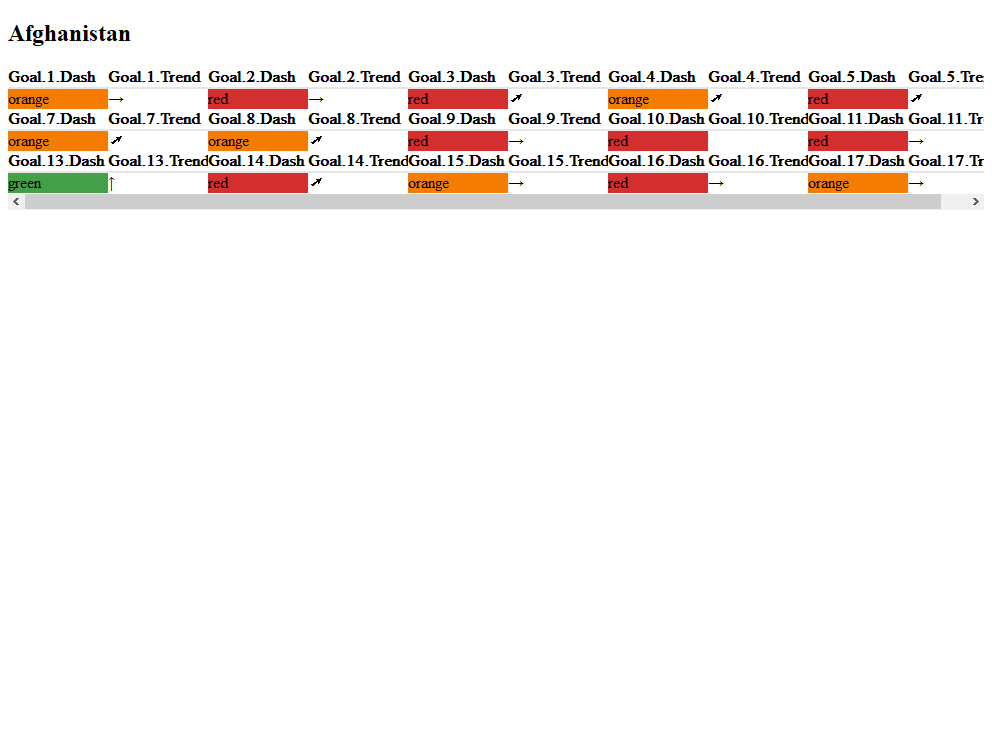 Afghanistan
Goal.1.Dash Goal.1.Trend Goal.2.Dash Goal.2.Trend Goal.3.Dash Goal.3.Trend Goal.4.Dash Goal.4.Trend Goal.5.Dash Goal.5.Tre
orange → red → red ➚ orange ➚ red ➚
Goal.7.Dash Goal.7.Trend Goal.8.Dash Goal.8.Trend Goal.9.Dash Goal.9.Trend Goal.10.Dash Goal.10.Trend Goal.11.Dash Goal.11.Tr
orange ➚ orange ➚ red → red red →
Goal.13.Dash Goal.13.Trend Goal.14.Dash Goal.14.Trend Goal.15.Dash Goal.15.Trend Goal.16.Dash Goal.16.Trend Goal.17.Dash Goal.17.Tr
green ↑ red ➚ orange → red → orange →